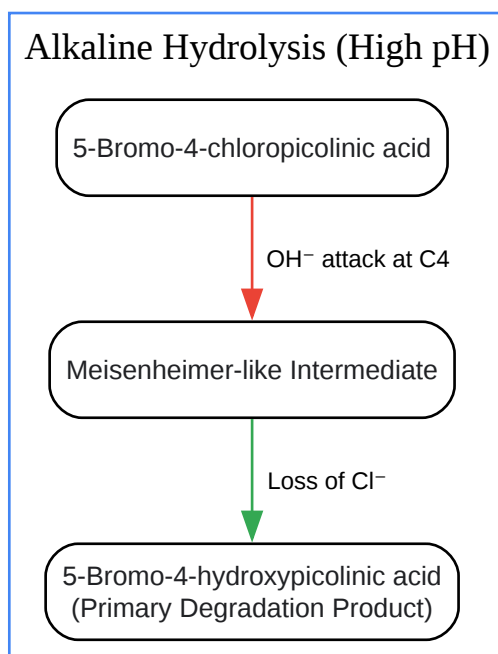 Alkaline Hydrolysis (High pH)
5-Bromo-4-chloropicolinic acid
OH⁻ attack at C4
Meisenheimer-like Intermediate
Loss of Cl⁻
5-Bromo-4-hydroxypicolinic acid
(Primary Degradation Product)